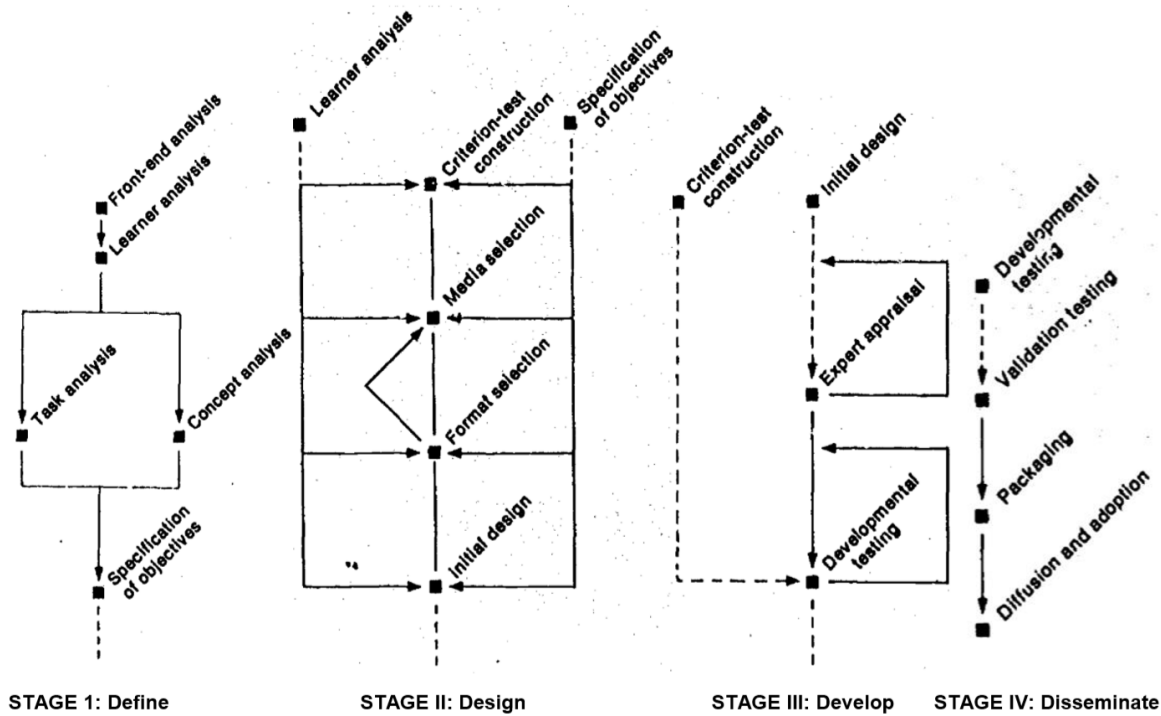 Front-end analysis
Learner analysis
Task analysis
Concept analysis
Specification
of objectives
Learner analysis
Criterion-test
construction
Specification
of objectives
Media selection
Format selection
Initial design
Criterion-test
construction
Initial design
Expert appraisal
Developmental
testing
Developmental
testing
Validation testing
Packaging
Diffusion and adoption
STAGE 1: Define
STAGE II: Design
STAGE III: Develop
STAGE IV: Disseminate